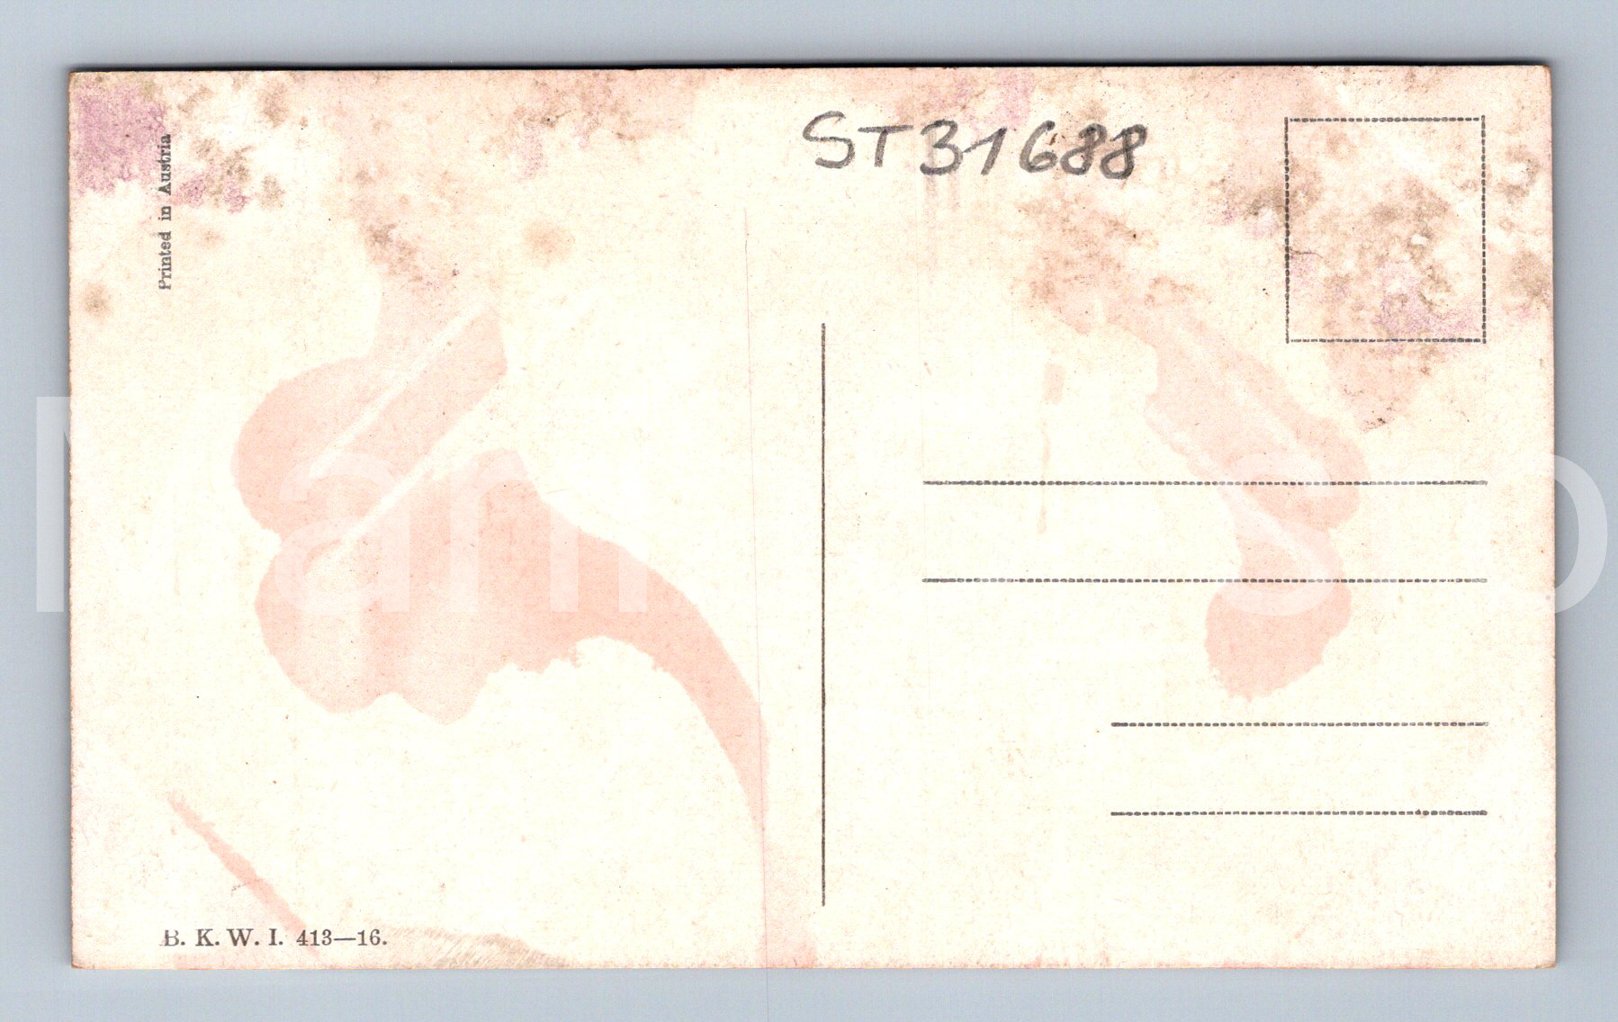 ST31688
Printed in Austria
B. K. W. I. 413—16.